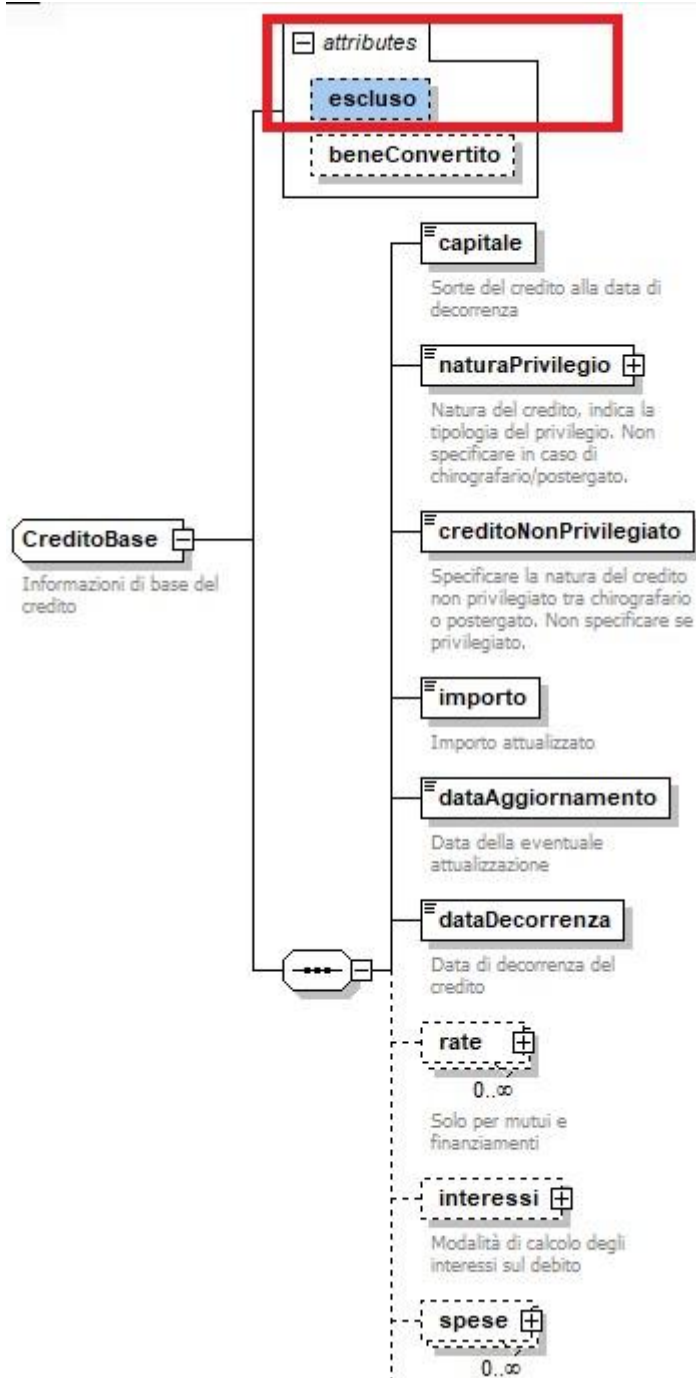 attributes
escluso
beneConvertito
capitale
Sorte del credito alla data di
decorrenza
naturaPrivilegio
Natura del credito, indica la
tipologia del privilegio. Non
specificare in caso di
chirografario/postergato.
CreditoBase
Informazioni di base del
credito
creditoNonPrivilegiato
Specificare la natura del credito
non privilegiato tra chirografario
o postergato. Non specificare se
privilegiato.
importo
Importo attualizzato
dataAggiornamento
Data della eventuale
attualizzazione
dataDecorrenza
Data di decorrenza del
credito
rate
0..∞
Solo per mutui e
finanziamenti
interessi
Modalità di calcolo degli
interessi sul debito
spese
0..∞